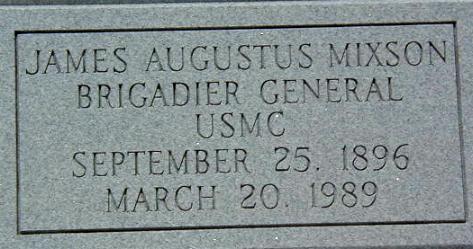 JAMES AUGUSTUS MIXSON
BRIGADIER GENERAL
USMC
SEPTEMBER 25. 1896
MARCH 20. 1989